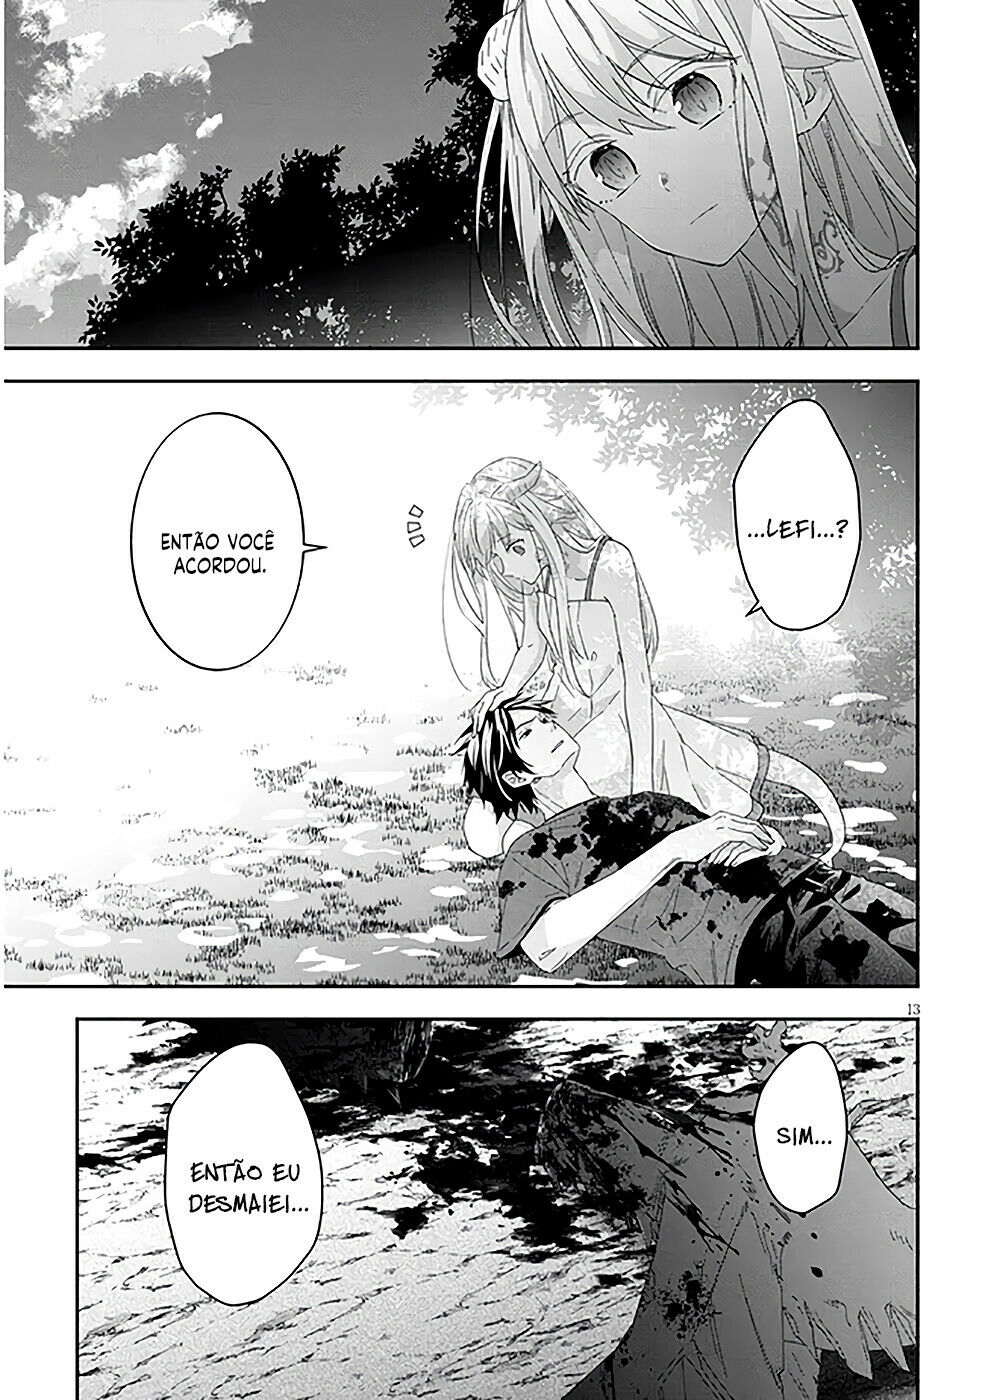 ...LEFI...?
ENTÃO VOCÊ
ACORDOU.
13
SIM...
ENTÃO EU
DESMAIEI...